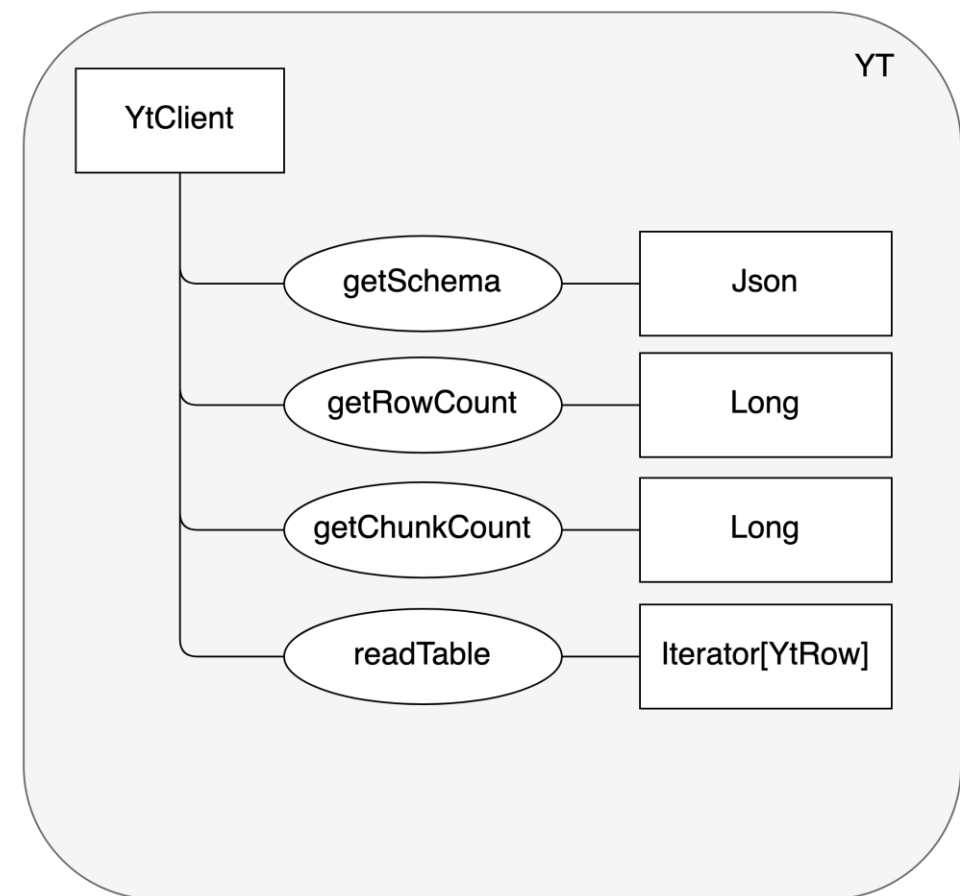 YT
YtClient
getSchema
Json
getRowCount
Long
getChunkCount
Long
readTable
Iterator[YtRow]